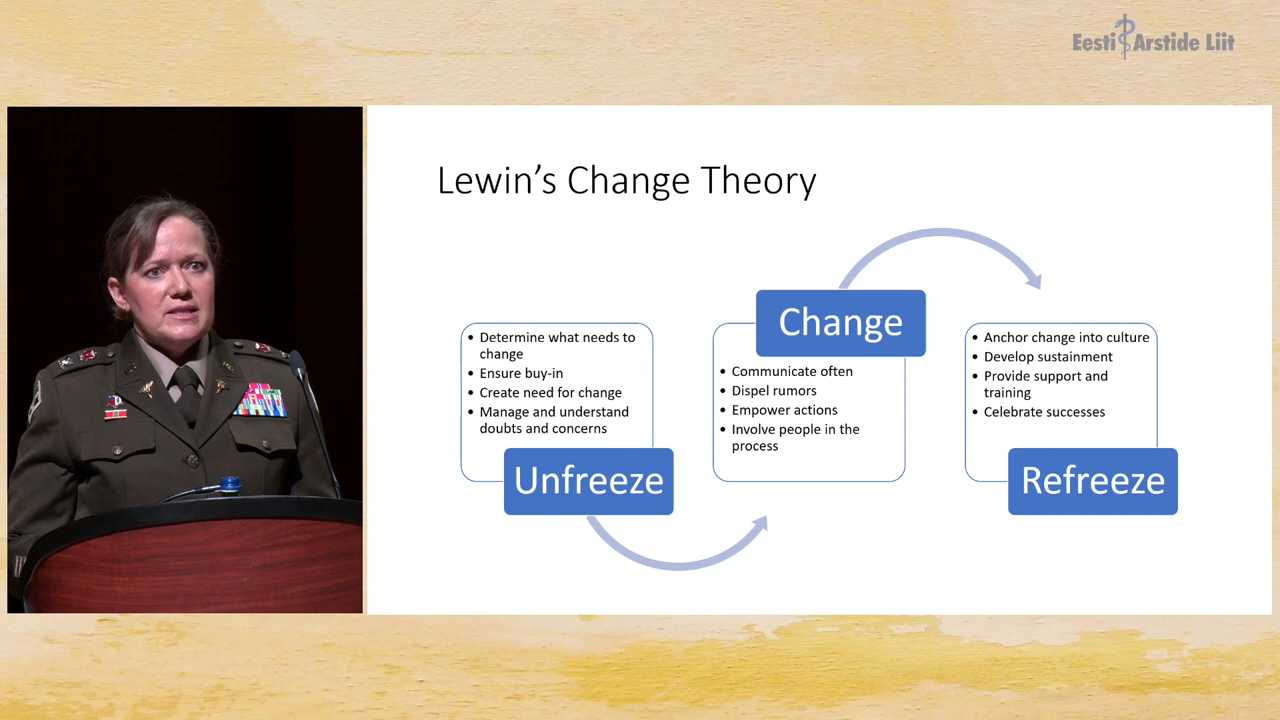 Eesti Arstide Liit
Lewin's Change Theory
• Determine what needs to
change
• Ensure buy-in
• Create need for change
• Manage and understand
doubts and concerns
Unfreeze
Change
• Communicate often
• Dispel rumors
• Empower actions
• Involve people in the
process
• Anchor change into culture
• Develop sustainment
• Provide support and
training
• Celebrate successes
Refreeze